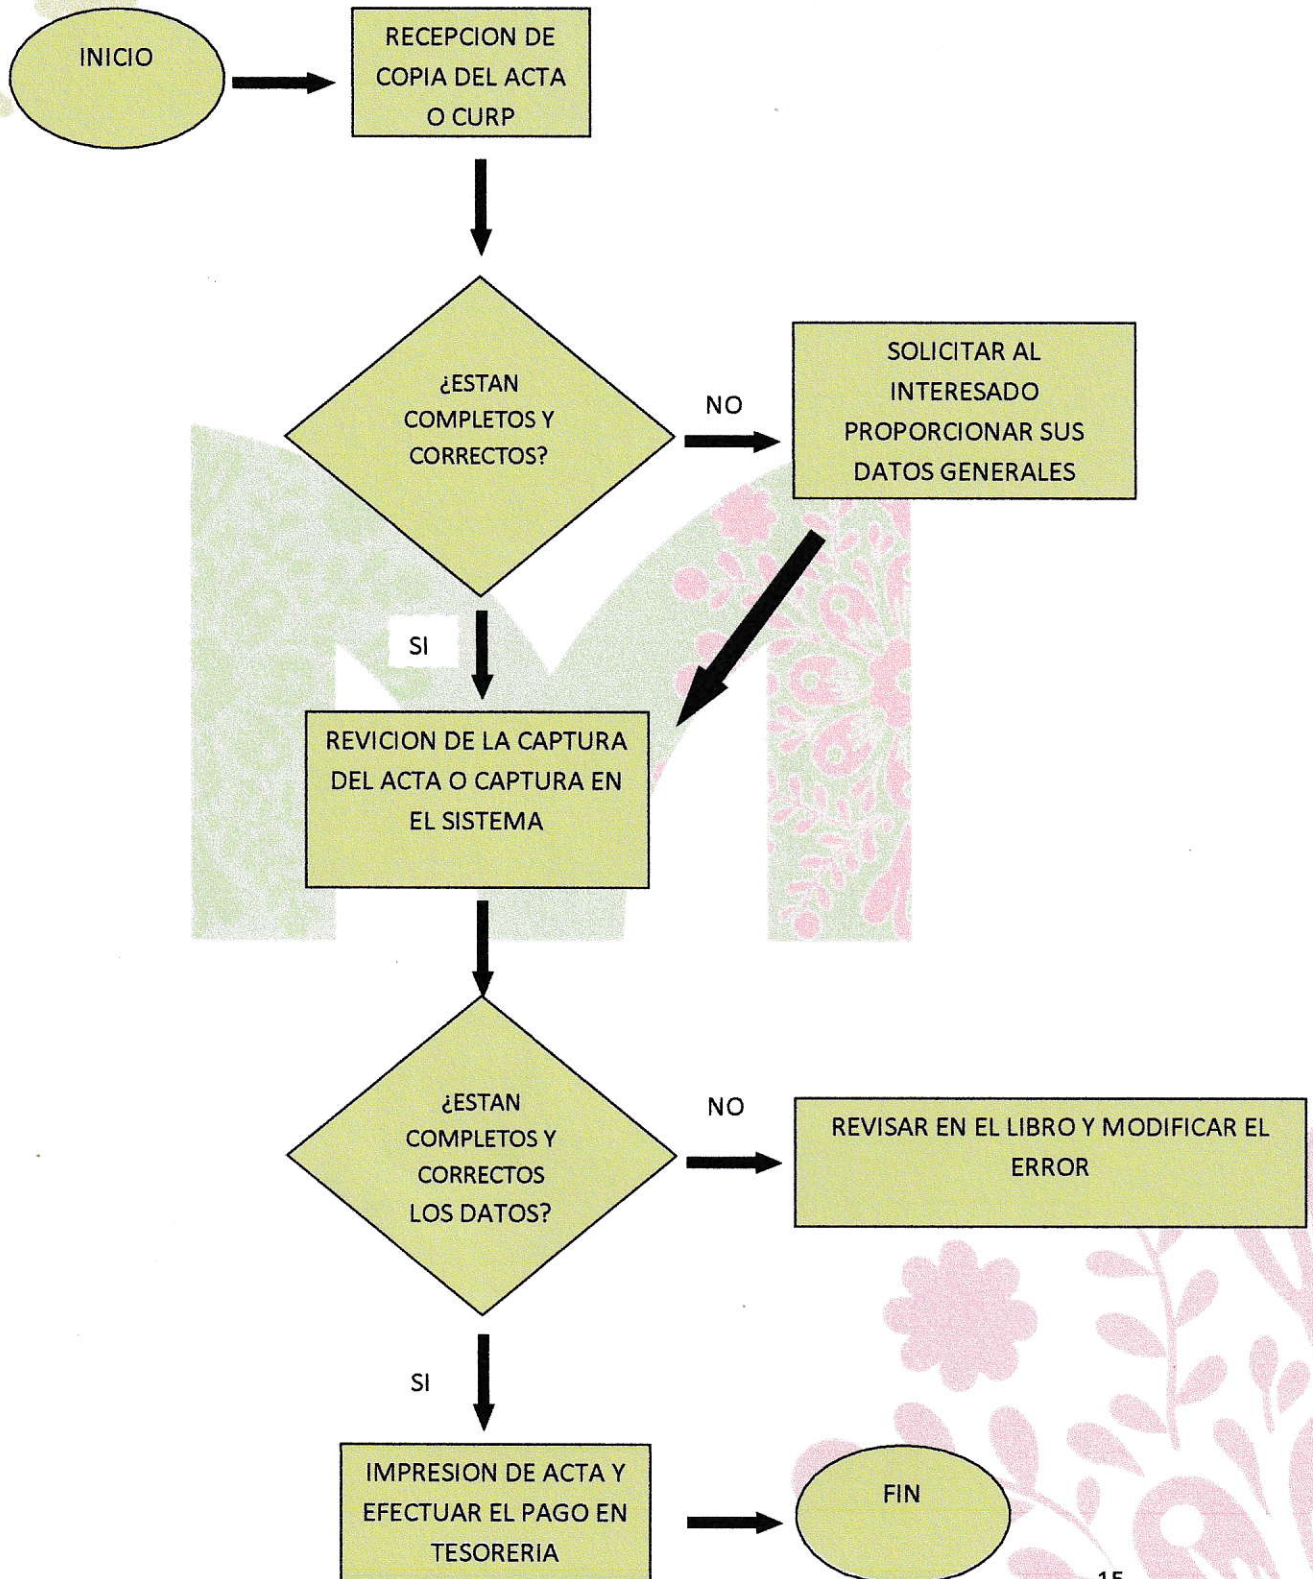 INICIO
RECEPCION DE
COPIA DEL ACTA
O CURP
¿ESTAN
COMPLETOS Y
CORRECTOS?
NO
SOLICITAR AL
INTERESADO
PROPORCIONAR SUS
DATOS GENERALES
SI
REVICION DE LA CAPTURA
DEL ACTA O CAPTURA EN
EL SISTEMA
¿ESTAN
COMPLETOS Y
CORRECTOS
LOS DATOS?
NO
REVISAR EN EL LIBRO Y MODIFICAR EL
ERROR
SI
IMPRESION DE ACTA Y
EFECTUAR EL PAGO EN
TESORERIA
FIN
15